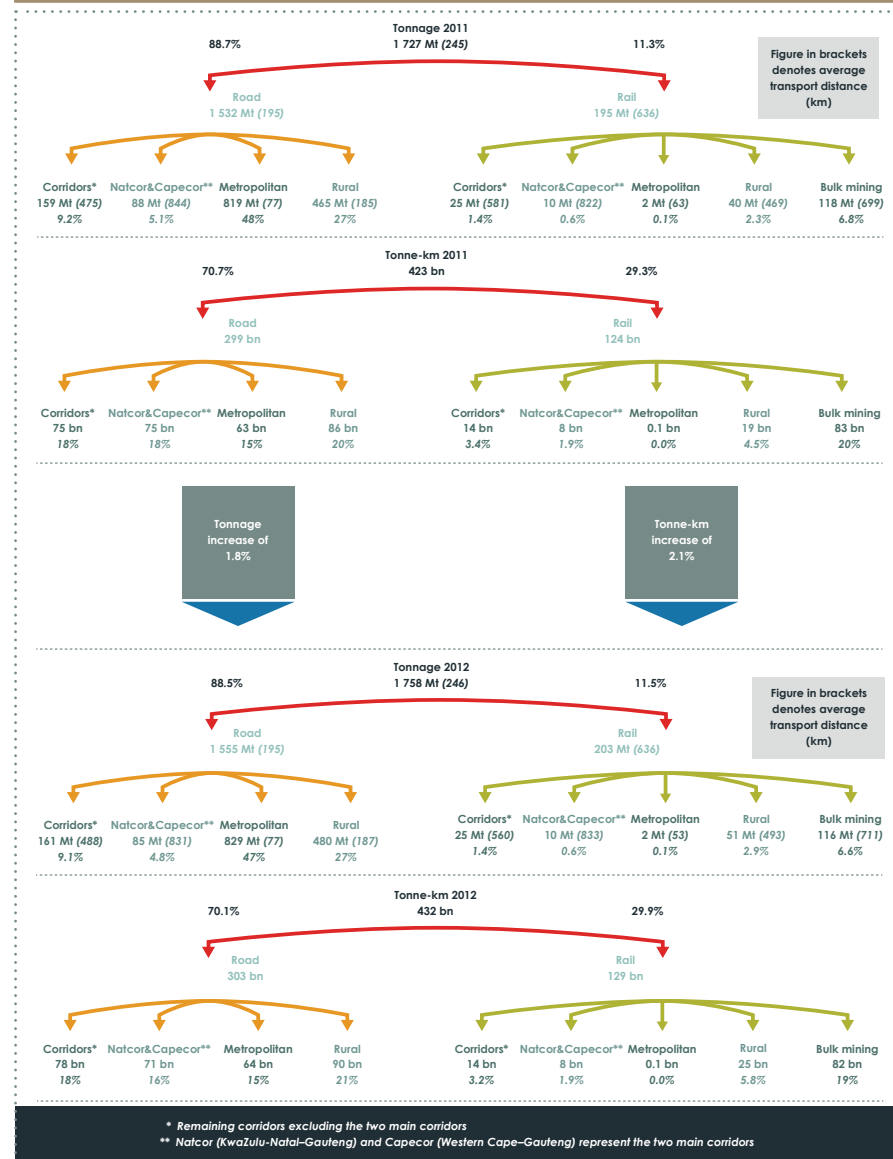 Tonnage 2011
88.7% 1 727 Mt (245) 11.3%
Figure in brackets
denotes average
transport distance
(km)
Road Rail
1 532 Mt (195) 195 Mt (636)
Corridors* Natcor&Capecor** Metropolitan Rural Corridors* Natcor&Capecor** Metropolitan Rural Bulk mining
159 Mt (475) 88 Mt (844) 819 Mt (77) 465 Mt (185) 25 Mt (581) 10 Mt (822) 2 Mt (63) 40 Mt (469) 118 Mt (699)
9.2% 5.1% 48% 27% 1.4% 0.6% 0.1% 2.3% 6.8%
Tonne-km 2011
70.7% 423 bn 29.3%
Road Rail
299 bn 124 bn
Corridors* Natcor&Capecor** Metropolitan Rural Corridors* Natcor&Capecor** Metropolitan Rural Bulk mining
75 bn 75 bn 63 bn 86 bn 14 bn 8 bn 0.1 bn 19 bn 83 bn
18% 18% 15% 20% 3.4% 1.9% 0.0% 4.5% 20%
Tonnage
increase of
1.8%
Tonne-km
increase of
2.1%
Tonnage 2012
88.5% 1 758 Mt (246) 11.5%
Figure in brackets
denotes average
transport distance
(km)
Road Rail
1 555 Mt (195) 203 Mt (636)
Corridors* Natcor&Capecor** Metropolitan Rural Corridors* Natcor&Capecor** Metropolitan Rural Bulk mining
161 Mt (488) 85 Mt (831) 829 Mt (77) 480 Mt (187) 25 Mt (560) 10 Mt (833) 2 Mt (53) 51 Mt (493) 116 Mt (711)
9.1% 4.8% 47% 27% 1.4% 0.6% 0.1% 2.9% 6.6%
Tonne-km 2012
70.1% 432 bn 29.9%
Road Rail
303 bn 129 bn
Corridors* Natcor&Capecor** Metropolitan Rural Corridors* Natcor&Capecor** Metropolitan Rural Bulk mining
78 bn 71 bn 64 bn 90 bn 14 bn 8 bn 0.1 bn 25 bn 82 bn
18% 16% 15% 21% 3.2% 1.9% 0.0% 5.8% 19%
* Remaining corridors excluding the two main corridors
** Natcor (KwaZulu-Natal–Gauteng) and Capecor (Western Cape–Gauteng) represent the two main corridors